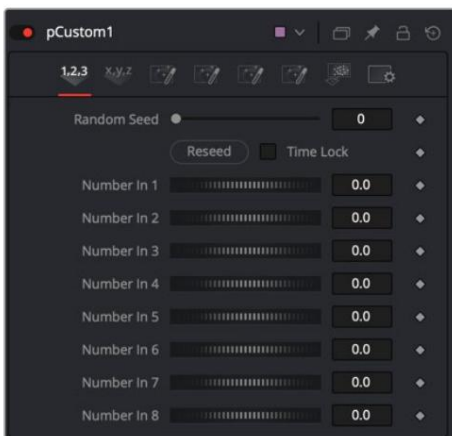 pCustom1
1,2,3 x,y,z
Random Seed 0
Reseed Time Lock
Number In 1 0.0
Number In 2 0.0
Number In 3 0.0
Number In 4 0.0
Number In 5 0.0
Number In 6 0.0
Number In 7 0.0
Number In 8 0.0